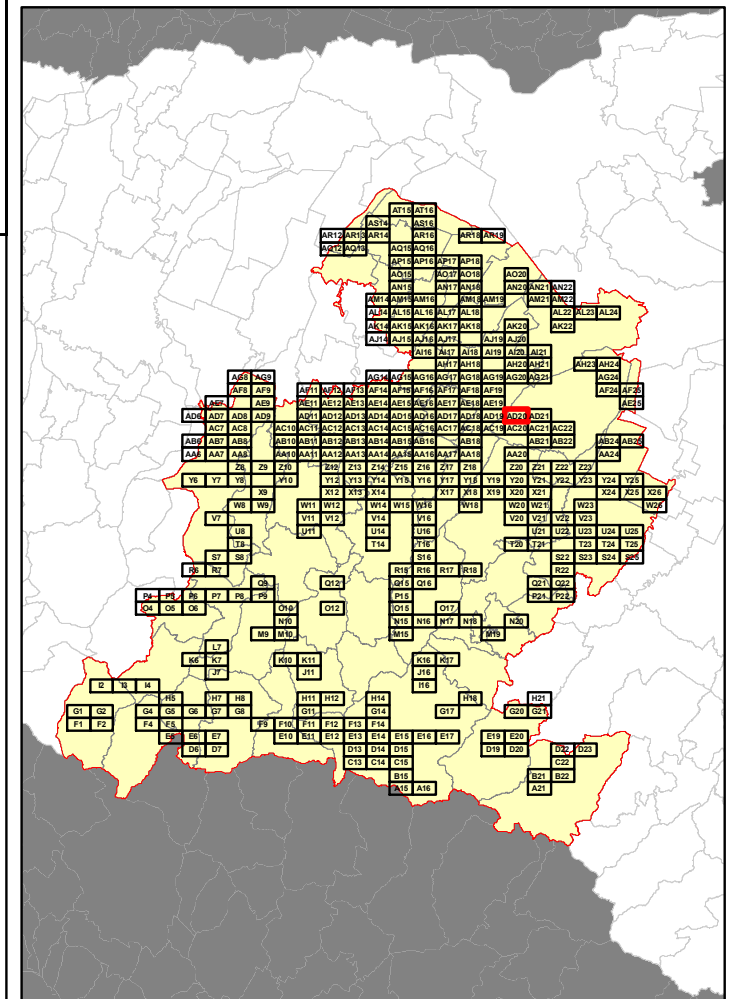 AT15 AT16
AS14 AS16
AR12 AR13 AR14 AR16 AR18 AR19
AQ12 AQ13 AQ15 AQ16
AP15 AP16 AP17 AP18
AO15 AO17 AO18 AO20
AN15 AN17 AN18 AN20 AN21 AN22
AM14 AM15 AM16 AM18 AM19 AM21 AM22
AL14 AL15 AL16 AL17 AL18 AL22 AL23 AL24
AK14 AK15 AK16 AK17 AK18 AK20 AK22
AJ14 AJ15 AJ16 AJ17 AJ19 AJ20
AI16 AI17 AI18 AI19 AI20 AI21
AH17 AH18 AH20 AH21 AH23 AH24
AG8 AG9 AG14 AG15 AG16 AG17 AG18 AG19 AG20 AG21 AG24
AF8 AF9 AF11 AF12 AF13 AF14 AF15 AF16 AF17 AF18 AF19 AF24 AF25
AE7 AE9 AE11 AE12 AE13 AE14 AE15 AE16 AE17 AE18 AE19 AE25
AD6 AD7 AD8 AD9 AD11 AD12 AD13 AD14 AD15 AD16 AD17 AD18 AD19 AD20 AD21
AC7 AC8 AC10 AC11 AC12 AC13 AC14 AC15 AC16 AC17 AC18 AC19 AC20 AC21 AC22
AB6 AB7 AB8 AB10 AB11 AB12 AB13 AB14 AB15 AB16 AB18 AB21 AB22 AB24 AB25
AA6 AA7 AA8 AA10 AA11 AA12 AA13 AA14 AA15 AA16 AA17 AA18 AA20 AA24
Z8 Z9 Z10 Z12 Z13 Z14 Z15 Z16 Z17 Z18 Z20 Z21 Z22 Z23
Y6 Y7 Y8 Y10 Y12 Y13 Y14 Y15 Y16 Y17 Y18 Y19 Y20 Y21 Y22 Y23 Y24 Y25
X9 X12 X13 X14 X17 X18 X19 X20 X21 X24 X25 X26
W8 W9 W11 W12 W14 W15 W16 W18 W20 W21 W23 W26
V7 V11 V12 V14 V16 V20 V21 V22 V23
U8 U11 U14 U16 U21 U22 U23 U24 U25
T8 T14 T16 T20 T21 T23 T24 T25
S7 S8 S16 S22 S23 S24 S25
R6 R7 R15 R16 R17 R18 R22
Q9 Q12 Q15 Q16 Q21 Q22
P4 P5 P6 P7 P8 P9 P15 P21 P22
O4 O5 O6 O10 O12 O15 O17
N10 N15 N16 N17 N18 N20
M9 M10 M15 M19
L7
K6 K7 K10 K11 K16 K17
J7 J11 J16
I2 I3 I4 I16
H5 H7 H8 H11 H12 H14 H18 H21
G1 G2 G4 G5 G6 G7 G8 G11 G14 G17 G20 G21
F1 F2 F4 F5 F9 F10 F11 F12 F13 F14
E5 E6 E7 E10 E11 E12 E13 E14 E15 E16 E17 E19 E20
D6 D7 D13 D14 D15 D19 D20 D22 D23
C13 C14 C15 C22
B15 B21 B22
A15 A16 A21